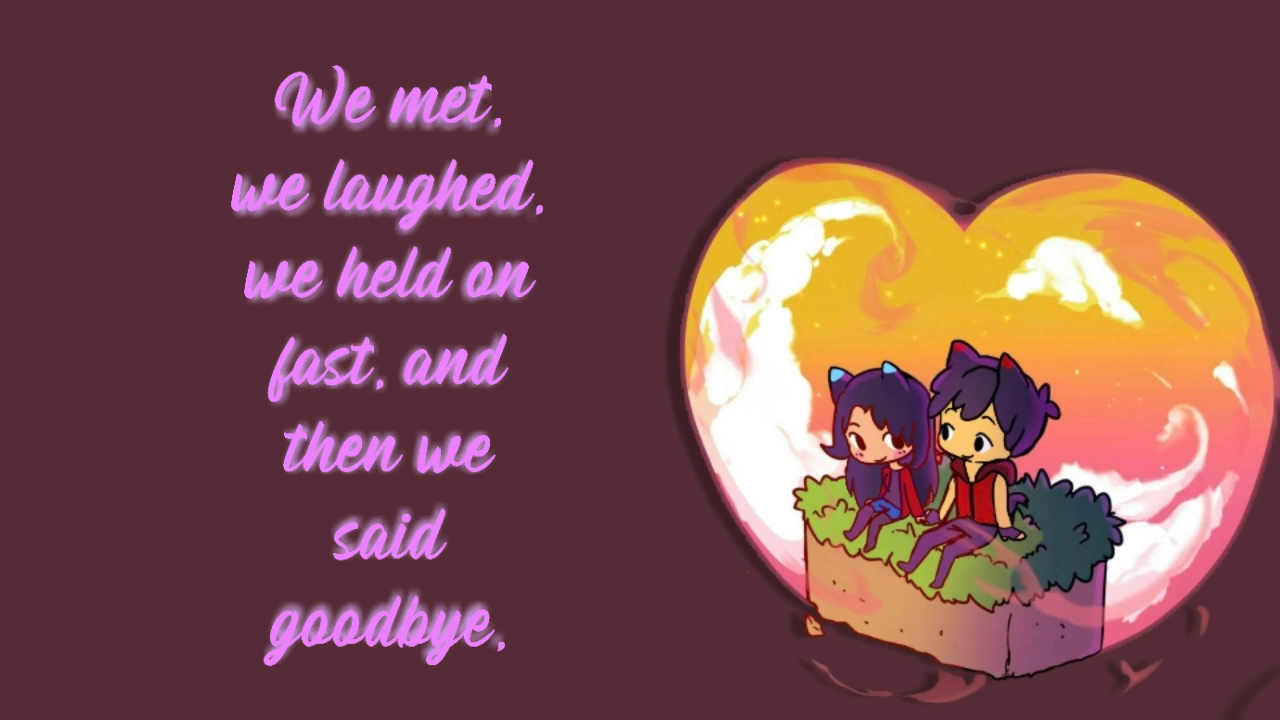 We met,
we laughed,
we held on
fast, and
then we
said
goodbye,